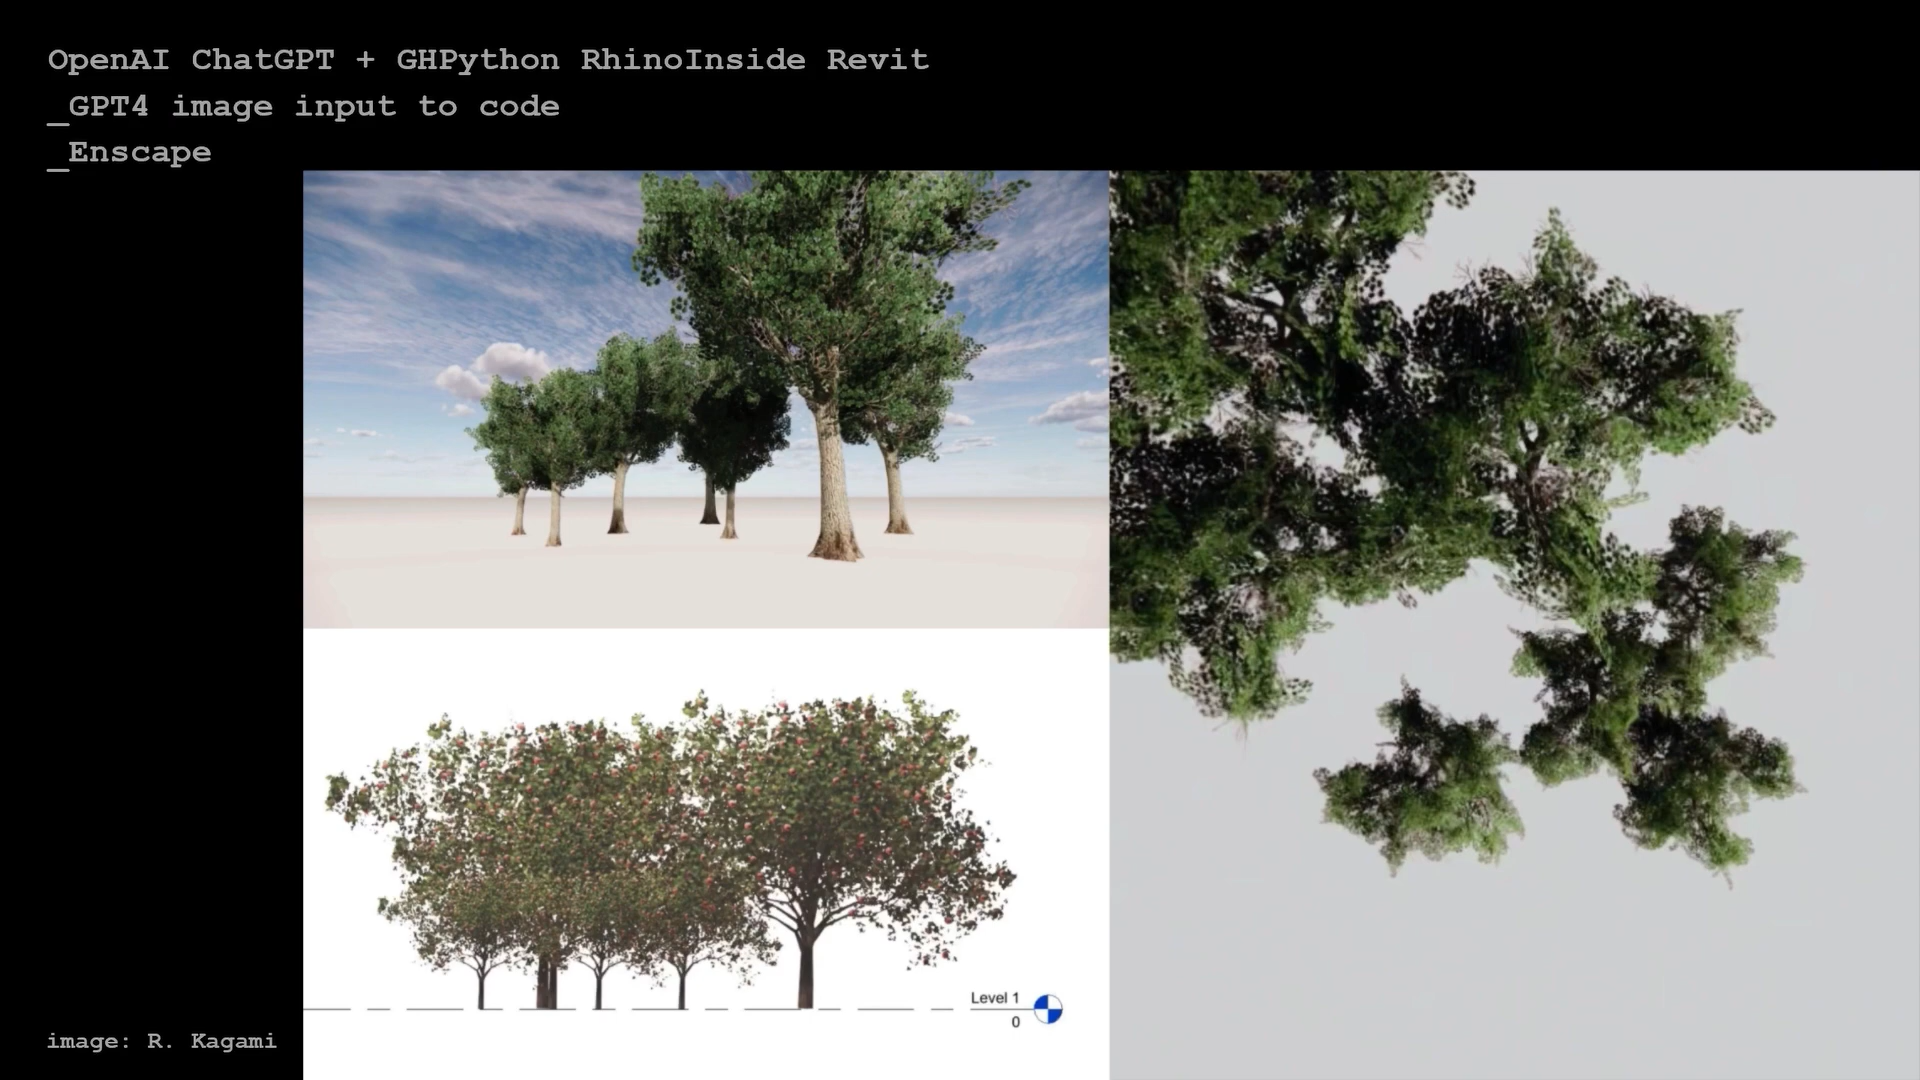 OpenAI ChatGPT + GHPython RhinoInside Revit
_GPT4 image input to code
_Enscape
Level 1
0
image: R. Kagami